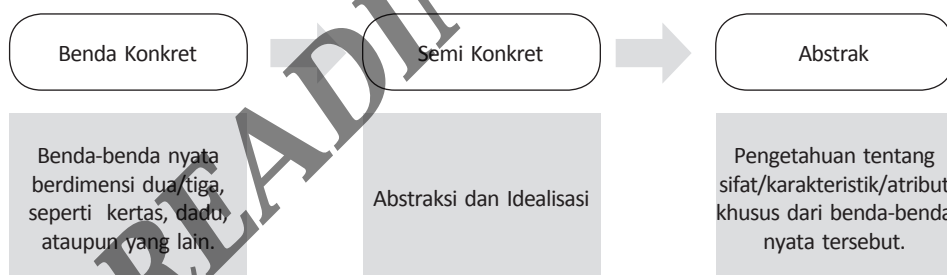 Benda Konkret
Semi Konkret
Abstrak
Benda-benda nyata
berdimensi dua/tiga,
seperti kertas, dadu,
ataupun yang lain.
Abstraksi dan Idealisasi
Pengetahuan tentang
sifat/karakteristik/atribut
khusus dari benda-benda
nyata tersebut.
READIN